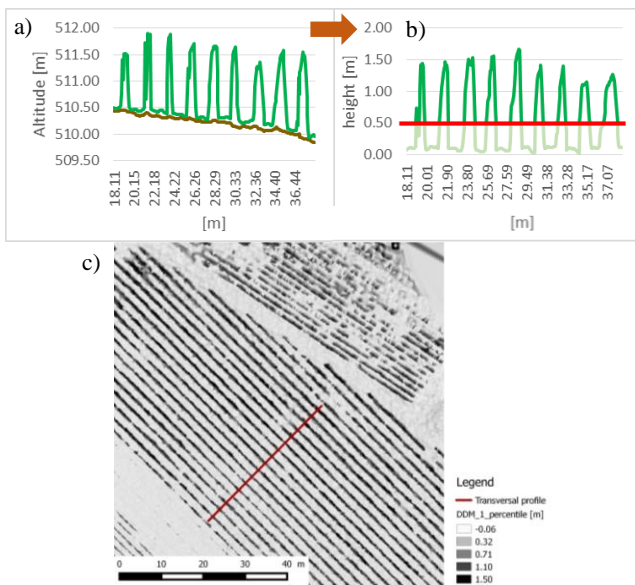 a)
Altitude [m]
512.00
511.50
511.00
510.50
510.00
509.50
18.11 20.15 22.18 24.22 26.26 28.29 30.33 32.36 34.40 36.44
[m]
b)
height [m]
2.00
1.50
1.00
0.50
0.00
18.11 20.01 21.90 23.80 25.69 27.59 29.49 31.38 33.28 35.17 37.07
[m]
c)
0 10 20 30 40 m
Legend
Transversal profile
DDM_1_percentile [m]
-0.06
0.32
0.71
1.10
1.50